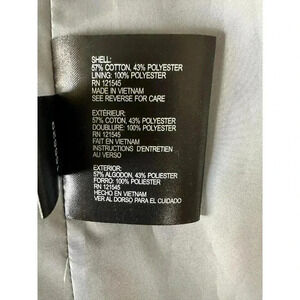 SHELL:
57% COTTON, 43% POLYESTER
LINING: 100% POLYESTER
RN 121545
MADE IN VIETNAM
SEE REVERSE FOR CARE
EXTÉRIEUR:
57% COTON, 43% POLYESTER
DOUBLURE: 100% POLYESTER
RN 121545
FAIT EN VIETNAM
INSTRUCTIONS D'ENTRETIEN
AU VERSO
EXTERIOR:
57% ALGODON, 43% POLIESTER
FORRO: 100% POLIESTER
RN 121545
HECHO EN VIETNAM
VER AL DORSO PARA EL CUIDADO